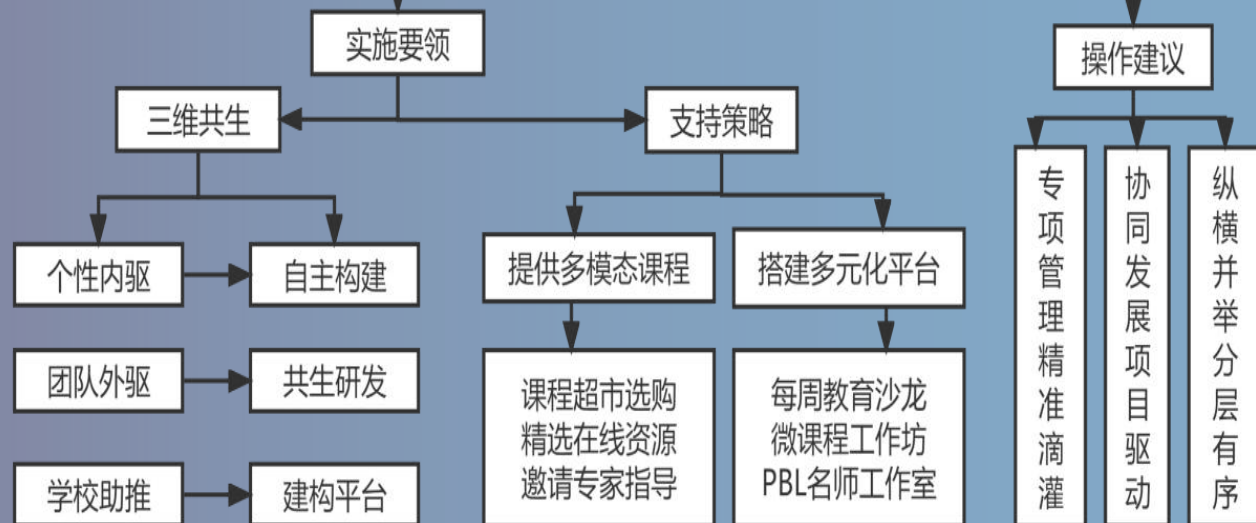 实施要领
操作建议
三维共生
支持策略
个性内驱
自主构建
提供多模态课程
搭建多元化平台
团队外驱
共生研发
课程超市选购
精选在线资源
邀请专家指导
每周教育沙龙
微课程工作坊
PBL名师工作室
学校助推
建构平台
专项管理精准滴灌
协同发展项目驱动
纵横并举分层有序